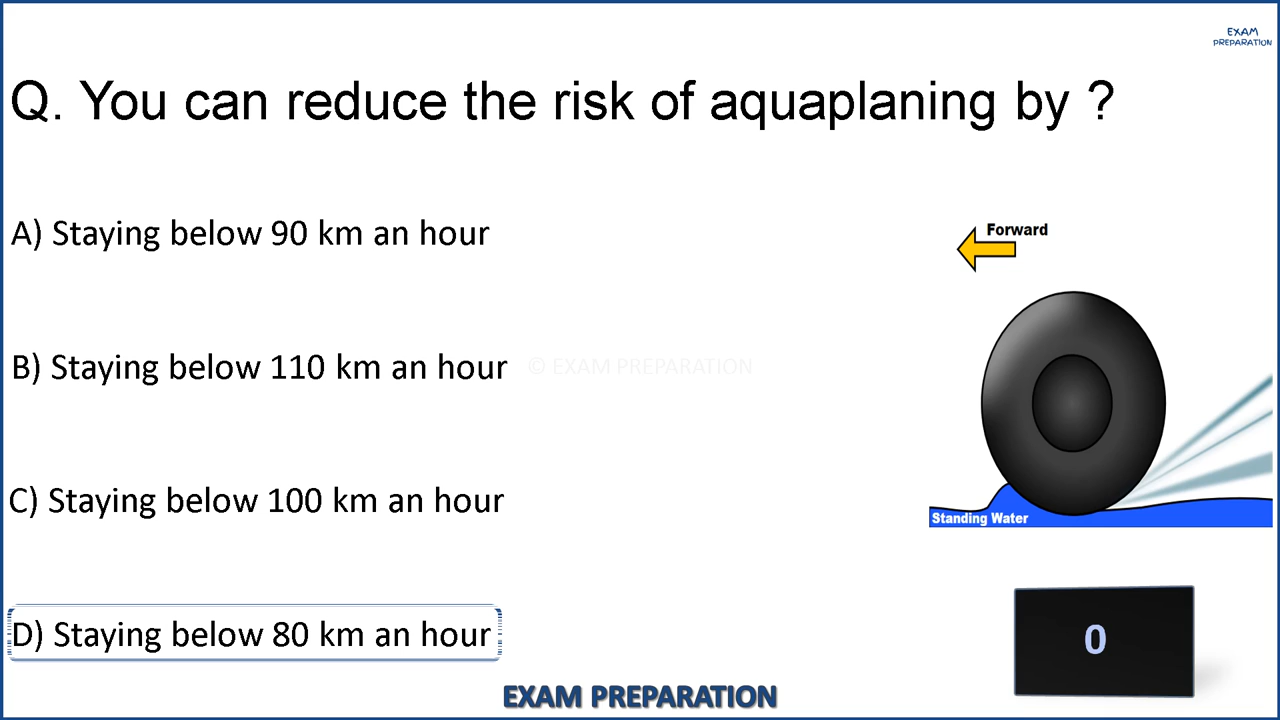 EXAM
PREPARATION
Q. You can reduce the risk of aquaplaning by ?
A) Staying below 90 km an hour
Forward
B) Staying below 110 km an hour
© EXAM PREPARATION
C) Staying below 100 km an hour
Standing Water
D) Staying below 80 km an hour
0
EXAM PREPARATION